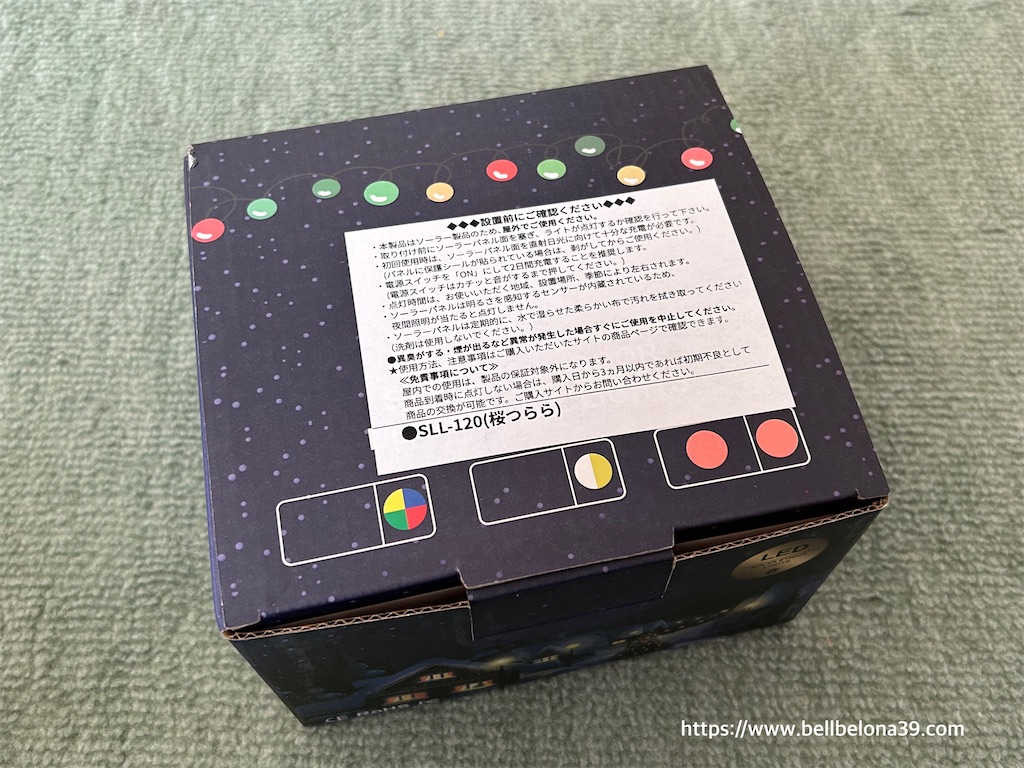 ◆◆◆設置前にご確認ください◆◆◆
・本製品はソーラー製品のため、屋外でご使用ください。
・取り付け前にソーラーパネル面を塞ぎ、ライトが点灯するか確認を行って下さい。
・初回使用時は、ソーラーパネル面を直射日光に向けて十分な充電が必要です。
(パネルに保護シールが貼られている場合は、剥がしてからご使用ください。)
・電源スイッチを「ON」にして2日間充電することを推奨します。
(電源スイッチはカチッと音がするまで押してください。)
・点灯時間は、お使いいただく地域、設置場所、季節により左右されます。
・ソーラーパネルは明るさを感知するセンサーが内蔵されているため、
夜間照明が当たると点灯しません。
・ソーラーパネルは定期的に、水で湿らせた柔らかい布で汚れを拭き取ってください
(洗剤は使用しないでください。)
●異臭がする・煙が出るなど異常が発生した場合すぐにご使用を中止してください。
★使用方法、注意事項はご購入いただいたサイトの商品ページで確認できます。
≪免責事項について≫
屋内での使用は、製品の保証対象外になります。
商品到着時に点灯しない場合は、購入日から3ヵ月以内であれば初期不良として
商品の交換が可能です。ご購入サイトからお問い合わせください。
●SLL-120(桜つらら)
LED
https://www.bellbelona39.com